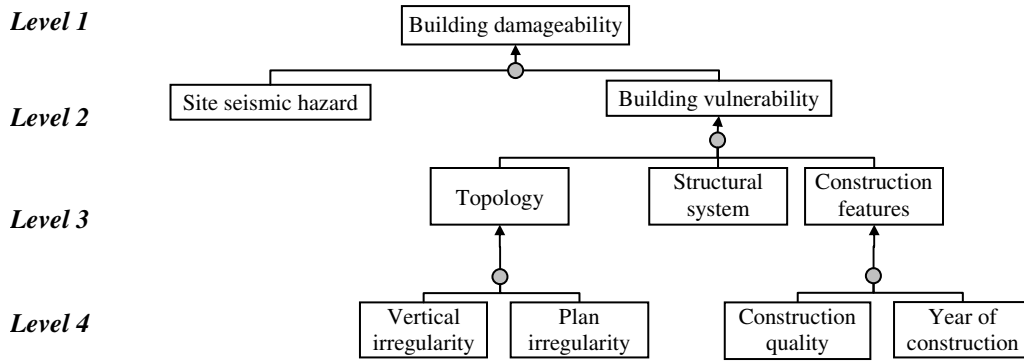 Level 1
Building damageability
Site seismic hazard
Building vulnerability
Level 2
Topology
Structural
system
Construction
features
Level 3
Vertical
irregularity
Plan
irregularity
Construction
quality
Year of
construction
Level 4